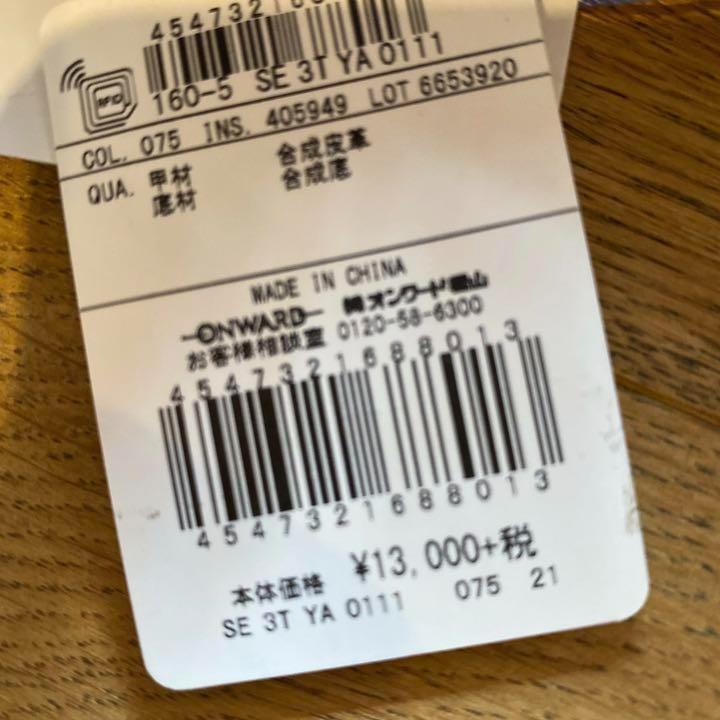 454732
160-5 SE 3T YA 0111
RFID
COL. 075 INS. 405949 LOT 6653920
QUA. 甲材 合成皮革
底材 合成底
MADE IN CHINA
ONWARD ㈱オンワード樫山
お客様相談室 0120-58-6300
4547321688013
4547321688013
本体価格 ¥13,000+税
SE 3T YA 0111 075 21